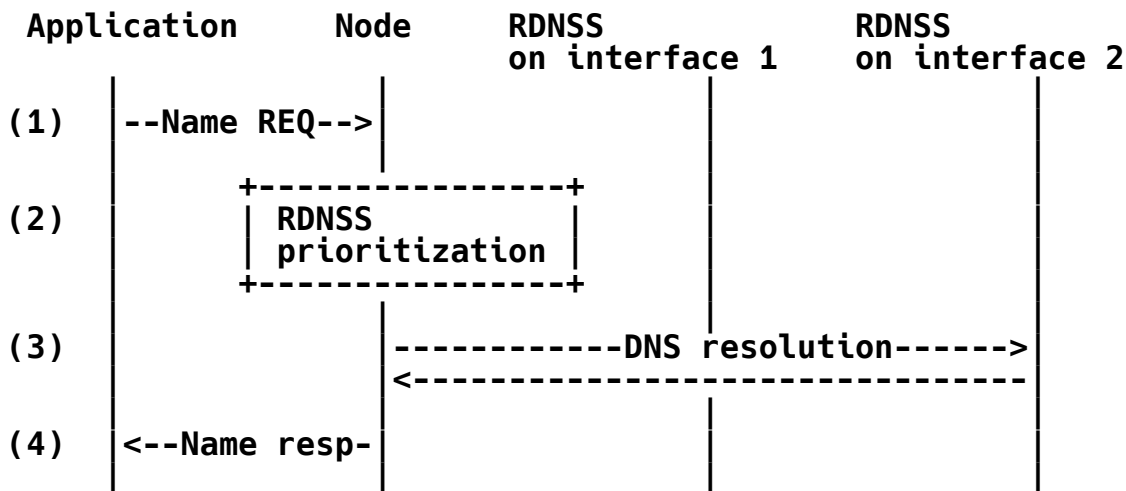 Application     Node     RDNSS               RDNSS
                         on interface 1      on interface 2
(1)   |--Name REQ-->|
+----------------+
(2)   | RDNSS          |
| prioritization |
+----------------+
(3)   |------------DNS resolution------>|
|<--------------------------------|
(4)   |<--Name resp-|